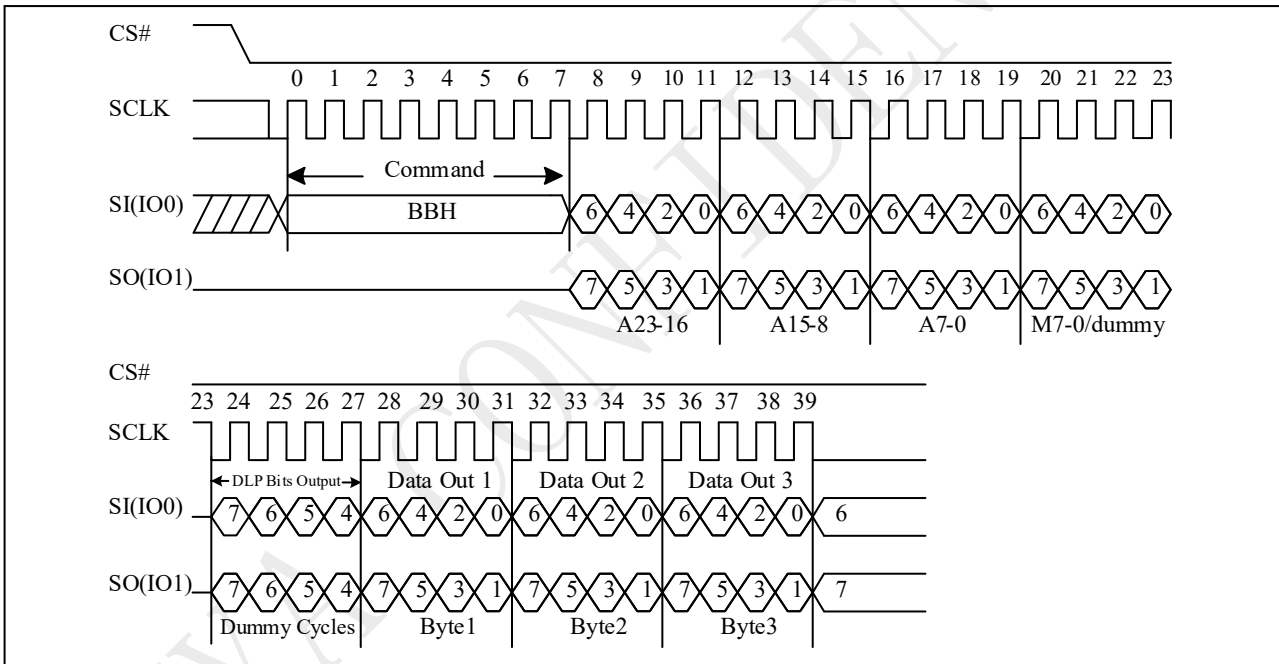 CS#
0 1 2 3 4 5 6 7 8 9 10 11 12 13 14 15 16 17 18 19 20 21 22 23
SCLK
Command
SI(IO0) BBH 6 4 2 0 6 4 2 0 6 4 2 0 6 4 2 0
SO(IO1) 7 5 3 1 7 5 3 1 7 5 3 1 7 5 3 1
A23-16 A15-8 A7-0 M7-0/dummy
CS#
23 24 25 26 27 28 29 30 31 32 33 34 35 36 37 38 39
SCLK
DLP Bits Output Data Out 1 Data Out 2 Data Out 3
SI(IO0) 7 6 5 4 6 4 2 0 6 4 2 0 6 4 2 0 6
SO(IO1) 7 6 5 4 7 5 3 1 7 5 3 1 7 5 3 1 7
Dummy Cycles Byte1 Byte2 Byte3